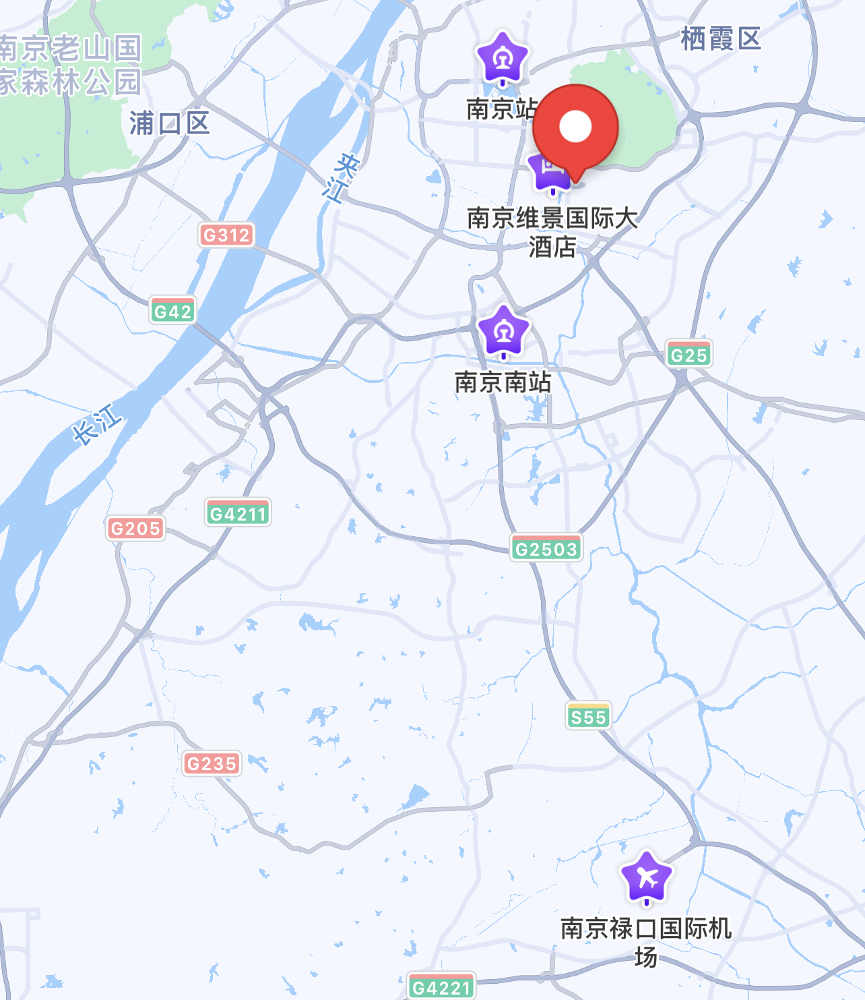 栖霞区
南京老山国
家森林公园
南京站
浦口区
夹江
南京维景国际大
酒店
G312
G42
G25
南京南站
长江
G4211
G205
G2503
S55
G235
南京禄口国际机
场
G4221